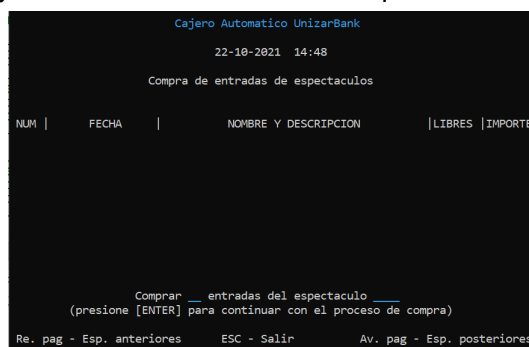 Cajero Automatico UnizarBank
22-10-2021 14:48
Compra de entradas de espectaculos
NUM | FECHA | NOMBRE Y DESCRIPCION |LIBRES |IMPORTE
Comprar __ entradas del espectaculo ____
(presione [ENTER] para continuar con el proceso de compra)
Re. pag - Esp. anteriores ESC - Salir Av. pag - Esp. posteriores